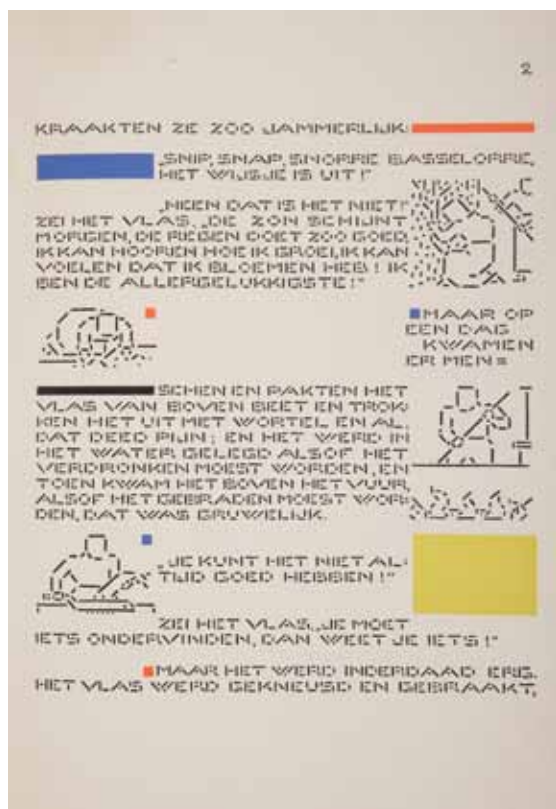 2
KRAAKTEN ZE ZOO JAMMERLIJK:
„SNIP, SNAP, SNORRE BASSELORRE,
HET WIJSJE IS UIT!"
„NEEN DAT IS HET NIET!"
ZEI HET VLAS. „DE ZON SCHIJNT
MORGEN, DE REGEN DOET ZOO GOED,
IK KAN HOOREN HOE IK GROEI, IK KAN
VOELEN DAT IK BLOEMEN HEB! IK
BEN DE ALLERGELUKKIGSTE!"
MAAR OP
EEN DAG
KWAMEN
ER MEN=
SCHEN EN PAKTEN HET
VLAS VAN BOVEN BEET EN TROK
KEN HET UIT MET WORTEL EN AL,
DAT DEED PIJN; EN HET WERD IN
HET WATER GELEGD ALSOF HET
VERDRONKEN MOEST WORDEN, EN
TOEN KWAM HET BOVEN HET VUUR,
ALSOF HET GEBRADEN MOEST WOR:
DEN, DAT WAS GRUWELIJK.
„JE KUNT HET NIET AL:
TIJD GOED HEBBEN!"
ZEI HET VLAS, „JE MOET
IETS ONDERVINDEN, DAN WEET JE IETS!"
MAAR HET WERD INDERDAAD ERG.
HET VLAS WERD GEKNEUSD EN GEBRAAKT,